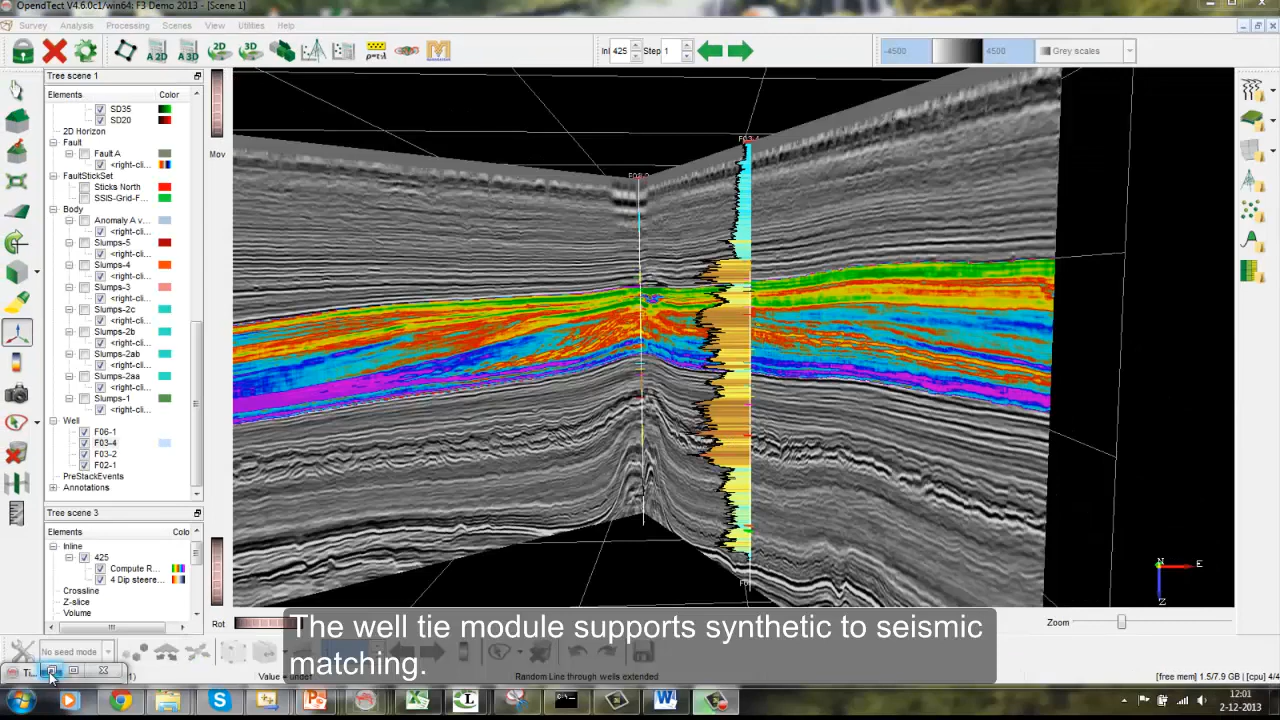 OpendTect V4.6.0c1/win64: F3 Demo 2013 - [Scene 1]
Survey Analysis Processing Scenes View Utilities Help
A 2D A 3D 2D 3D
Inl 425 Step 1
-4500 4500 Grey scales
Tree scene 1
Elements Color
SD35
SD20
2D Horizon
Fault
Fault A
<right-cli...
FaultStickSet
Sticks North
SSIS-Grid-F...
Body
Anomaly A v...
<right-cli...
Slumps-5
<right-cli...
Slumps-4
<right-cli...
Slumps-3
<right-cli...
Slumps-2c
<right-cli...
Slumps-2b
<right-cli...
Slumps-2ab
<right-cli...
Slumps-2aa
<right-cli...
Slumps-1
<right-cli...
Well
F06-1
F03-4
F03-2
F02-1
PreStackEvents
Annotations
Tree scene 3
Elements Colo
Inline
425
Compute R...
4 Dip steere...
Crossline
Z-slice
Volume
Mov
Rot
N
E
Z
Zoom
The well tie module supports synthetic to seismic
matching.
No seed mode
Value = undef
Random Line through wells extended
[free mem] 1.5/7.9 GB | [cpu] 4/4
12:01
2-12-2013